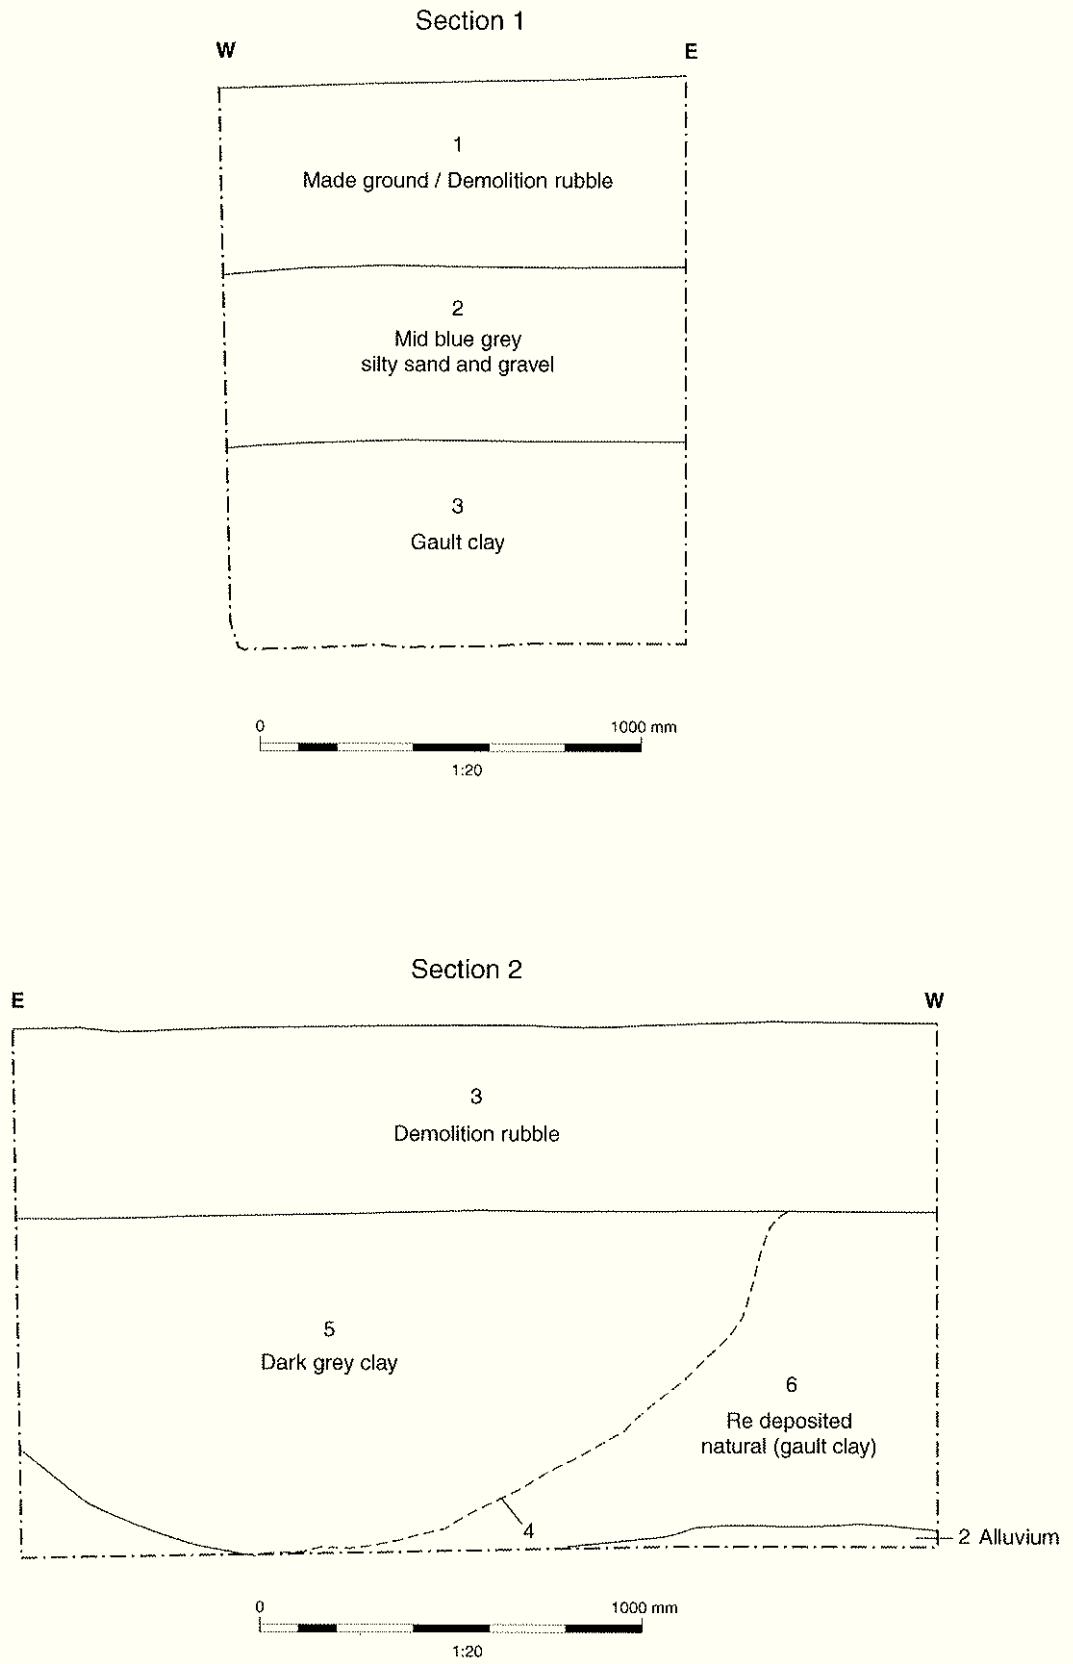 Section 1
W
E
1
Made ground / Demolition rubble
2
Mid blue grey
silty sand and gravel
3
Gault clay
0
1000 mm
1:20
Section 2
E
W
3
Demolition rubble
5
Dark grey clay
6
Re deposited
natural (gault clay)
4
2 Alluvium
0
1000 mm
1:20